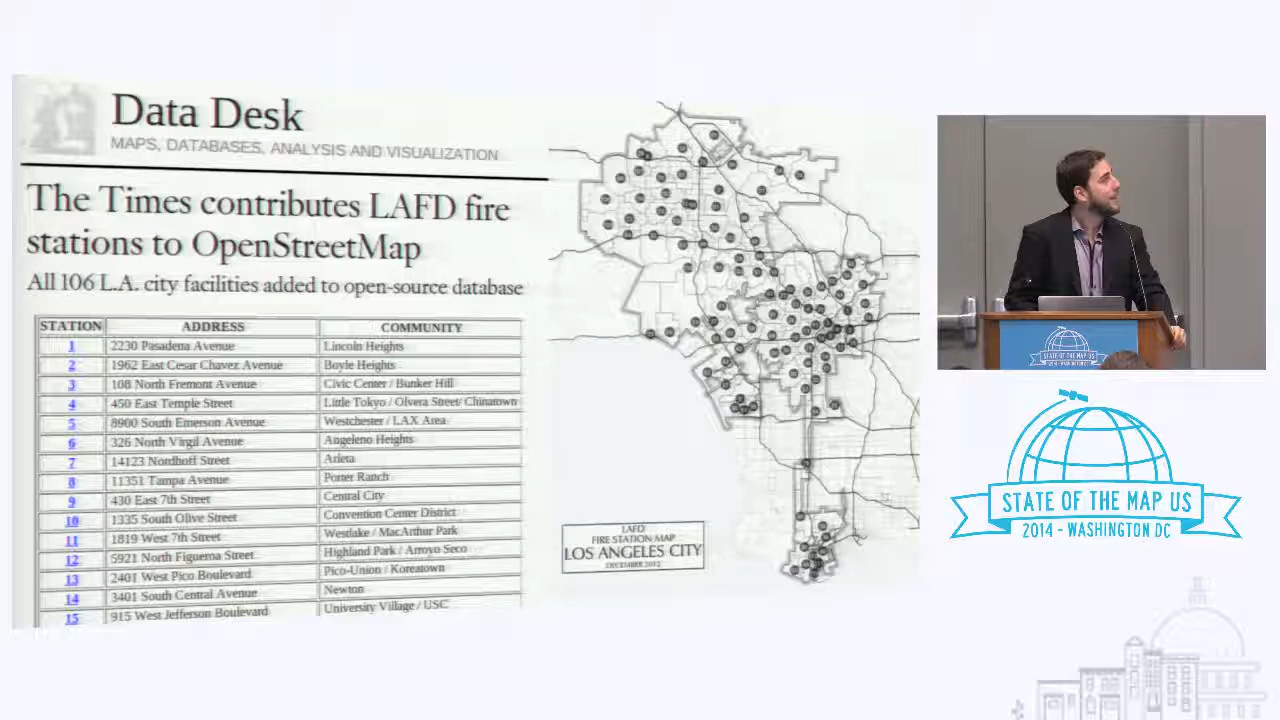 Data Desk
MAPS, DATABASES, ANALYSIS AND VISUALIZATION
The Times contributes LAFD fire
stations to OpenStreetMap
All 106 L.A. city facilities added to open-source database
STATION ADDRESS COMMUNITY
1 2230 Pasadena Avenue Lincoln Heights
2 1962 East Cesar Chavez Avenue Boyle Heights
3 108 North Fremont Avenue Civic Center / Bunker Hill
4 450 East Temple Street Little Tokyo / Olvera Street/ Chinatown
5 8900 South Emerson Avenue Westchester / LAX Area
6 326 North Virgil Avenue Angeleno Heights
7 14123 Nordhoff Street Arleta
8 11351 Tampa Avenue Porter Ranch
9 430 East 7th Street Central City
10 1335 South Olive Street Convention Center District
11 1819 West 7th Street Westlake / MacArthur Park
12 5921 North Figueroa Street Highland Park / Arroyo Seco
13 2401 West Pico Boulevard Pico-Union / Koreatown
14 3401 South Central Avenue Newton
15 915 West Jefferson Boulevard University Village / USC
LAFD
FIRE STATION MAP
LOS ANGELES CITY
DECEMBER 2012
STATE OF THE MAP US
2014 - WASHINGTON DC
STATE OF THE MAP US
2014 - WASHINGTON DC